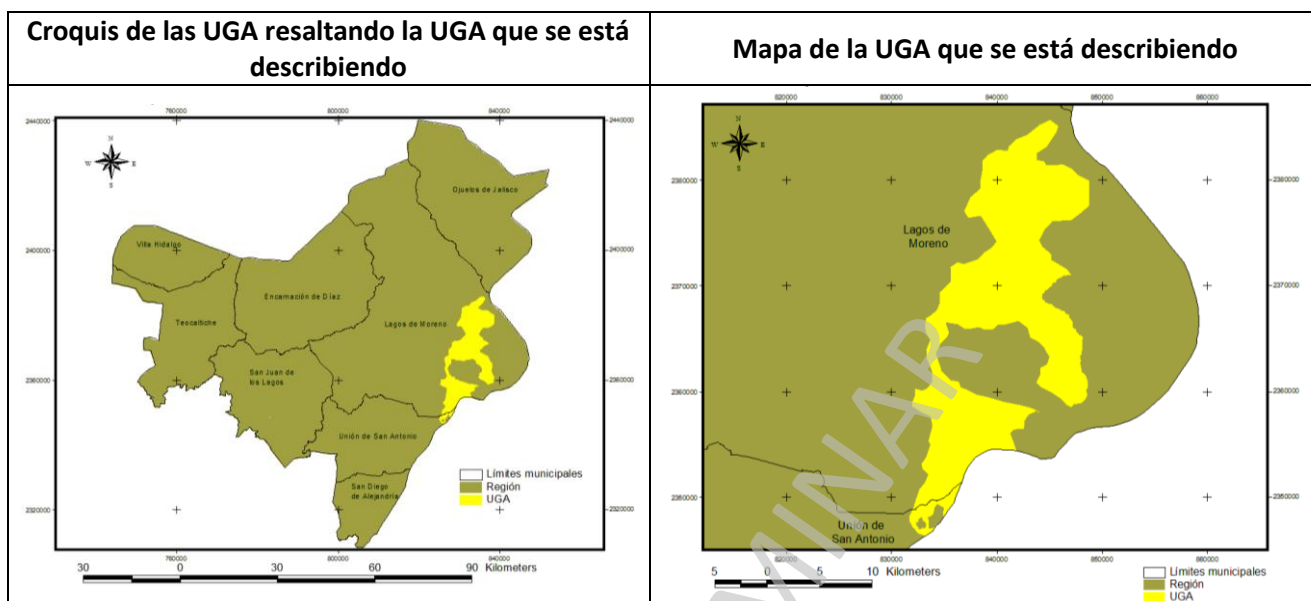 Croquis de las UGA resaltando la UGA que se está
describiendo
Mapa de la UGA que se está describiendo
760000
800000
840000
2440000
2440000
N
W
E
S
Ojuelos de Jalisco
2400000
2400000
Villa Hidalgo
Encarnación de Díaz
Teocaltiche
Lagos de Moreno
San Juan de
los Lagos
2360000
2360000
Unión de San Antonio
San Diego
de Alejandría
Límites municipales
Región
UGA
2320000
2320000
760000
800000
840000
30 0 30 60 90 Kilometers
820000
830000
840000
850000
860000
N
W
E
S
2380000
2380000
Lagos de
Moreno
2370000
2370000
2360000
2360000
2350000
2350000
Unión de
San Antonio
820000
830000
840000
850000
860000
5 0 5 10 Kilometers
Límites municipales
Región
UGA
MINAR